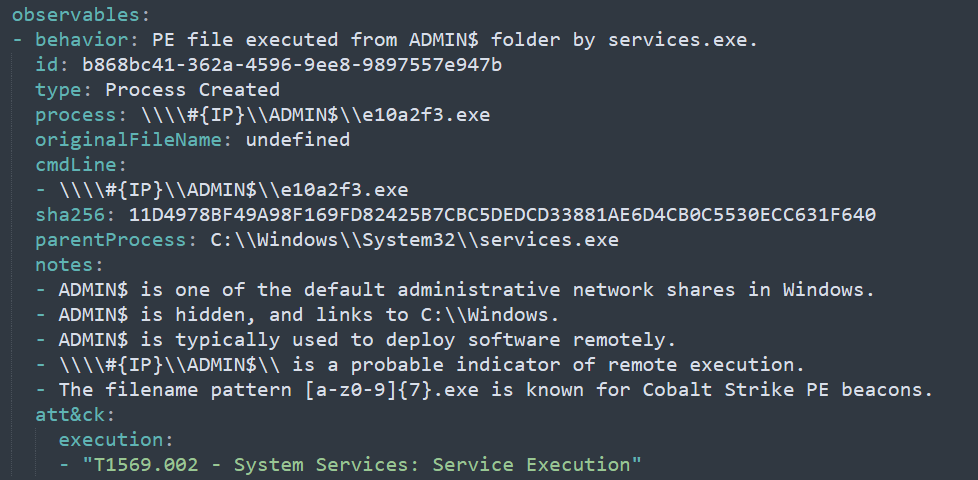 observables:
- behavior: PE file executed from ADMIN$ folder by services.exe.
id: b868bc41-362a-4596-9ee8-9897557e947b
type: Process Created
process: \\\\#{IP}\\ADMIN$\\e10a2f3.exe
originalFileName: undefined
cmdLine:
- \\\\#{IP}\\ADMIN$\\e10a2f3.exe
sha256: 11D4978BF49A98F169FD82425B7CBC5DEDCD33881AE6D4CB0C5530ECC631F640
parentProcess: C:\\Windows\\System32\\services.exe
notes:
- ADMIN$ is one of the default administrative network shares in Windows.
- ADMIN$ is hidden, and links to C:\\Windows.
- ADMIN$ is typically used to deploy software remotely.
- \\\\#{IP}\\ADMIN$\\ is a probable indicator of remote execution.
- The filename pattern [a-z0-9]{7}.exe is known for Cobalt Strike PE beacons.
att&ck:
execution:
- "T1569.002 - System Services: Service Execution"